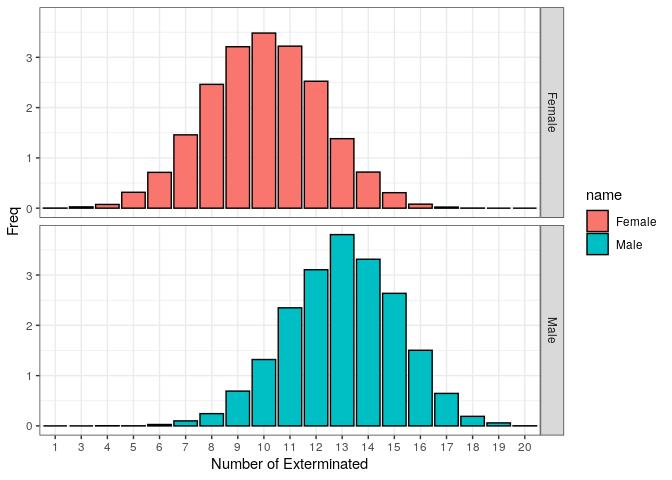 3
2
1
0
Female
Freq
3
2
1
0
Male
1 3 4 5 6 7 8 9 10 11 12 13 14 15 16 17 18 19 20
Number of Exterminated
name
Female
Male